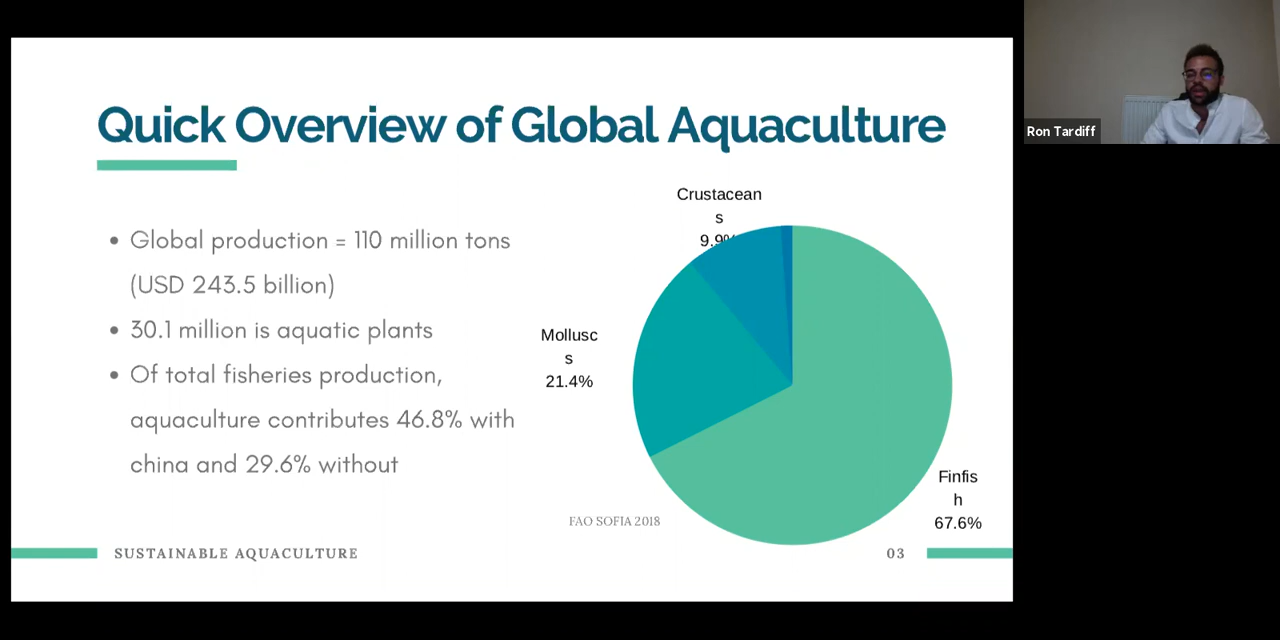 Quick Overview of Global Aquaculture
Global production = 110 million tons
(USD 243.5 billion)
30.1 million is aquatic plants
Of total fisheries production,
aquaculture contributes 46.8% with
china and 29.6% without
Crustacean
s
9.9%
Mollusc
s
21.4%
Finfis
h
67.6%
FAO SOFIA 2018
SUSTAINABLE AQUACULTURE
03
Ron Tardiff